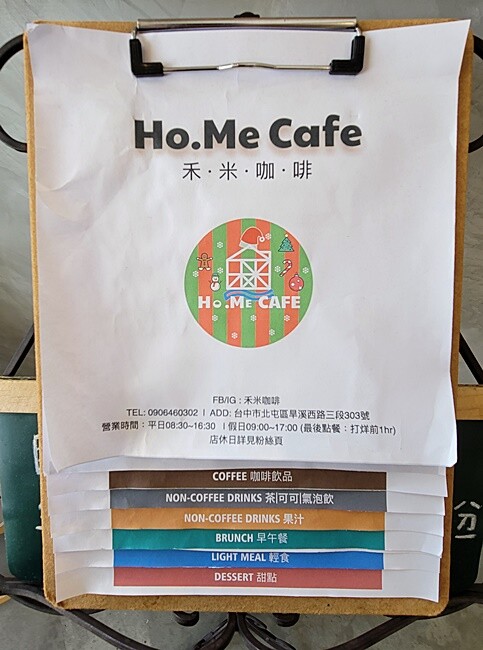 Ho.Me Cafe
禾·米·咖·啡
Ho.Me CAFE
FB/IG : 禾米咖啡
TEL: 0906460302 | ADD: 台中市北屯區旱溪西路三段303號
營業時間：平日08:30~16:30 | 假日09:00~17:00 (最後點餐：打烊前1hr)
店休日詳見粉絲頁
COFFEE 咖啡飲品
NON-COFFEE DRINKS 茶|可可|氣泡飲
NON-COFFEE DRINKS 果汁
BRUNCH 早午餐
LIGHT MEAL 輕食
DESSERT 甜點